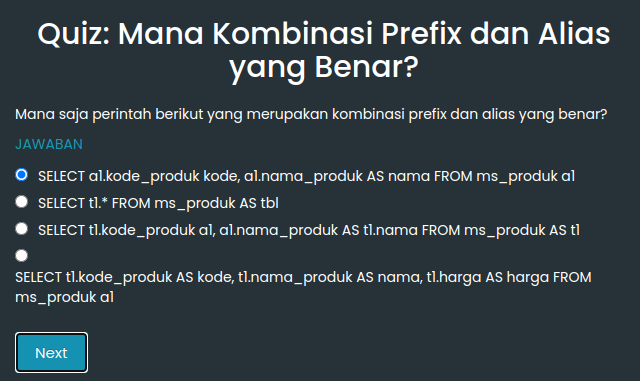 Quiz: Mana Kombinasi Prefix dan Alias
yang Benar?
Mana saja perintah berikut yang merupakan kombinasi prefix dan alias yang benar?
JAWABAN
SELECT a1.kode_produk kode, a1.nama_produk AS nama FROM ms_produk a1
SELECT t1.* FROM ms_produk AS tbl
SELECT t1.kode_produk a1, a1.nama_produk AS t1.nama FROM ms_produk AS t1
SELECT t1.kode_produk AS kode, t1.nama_produk AS nama, t1.harga AS harga FROM
ms_produk a1
Next